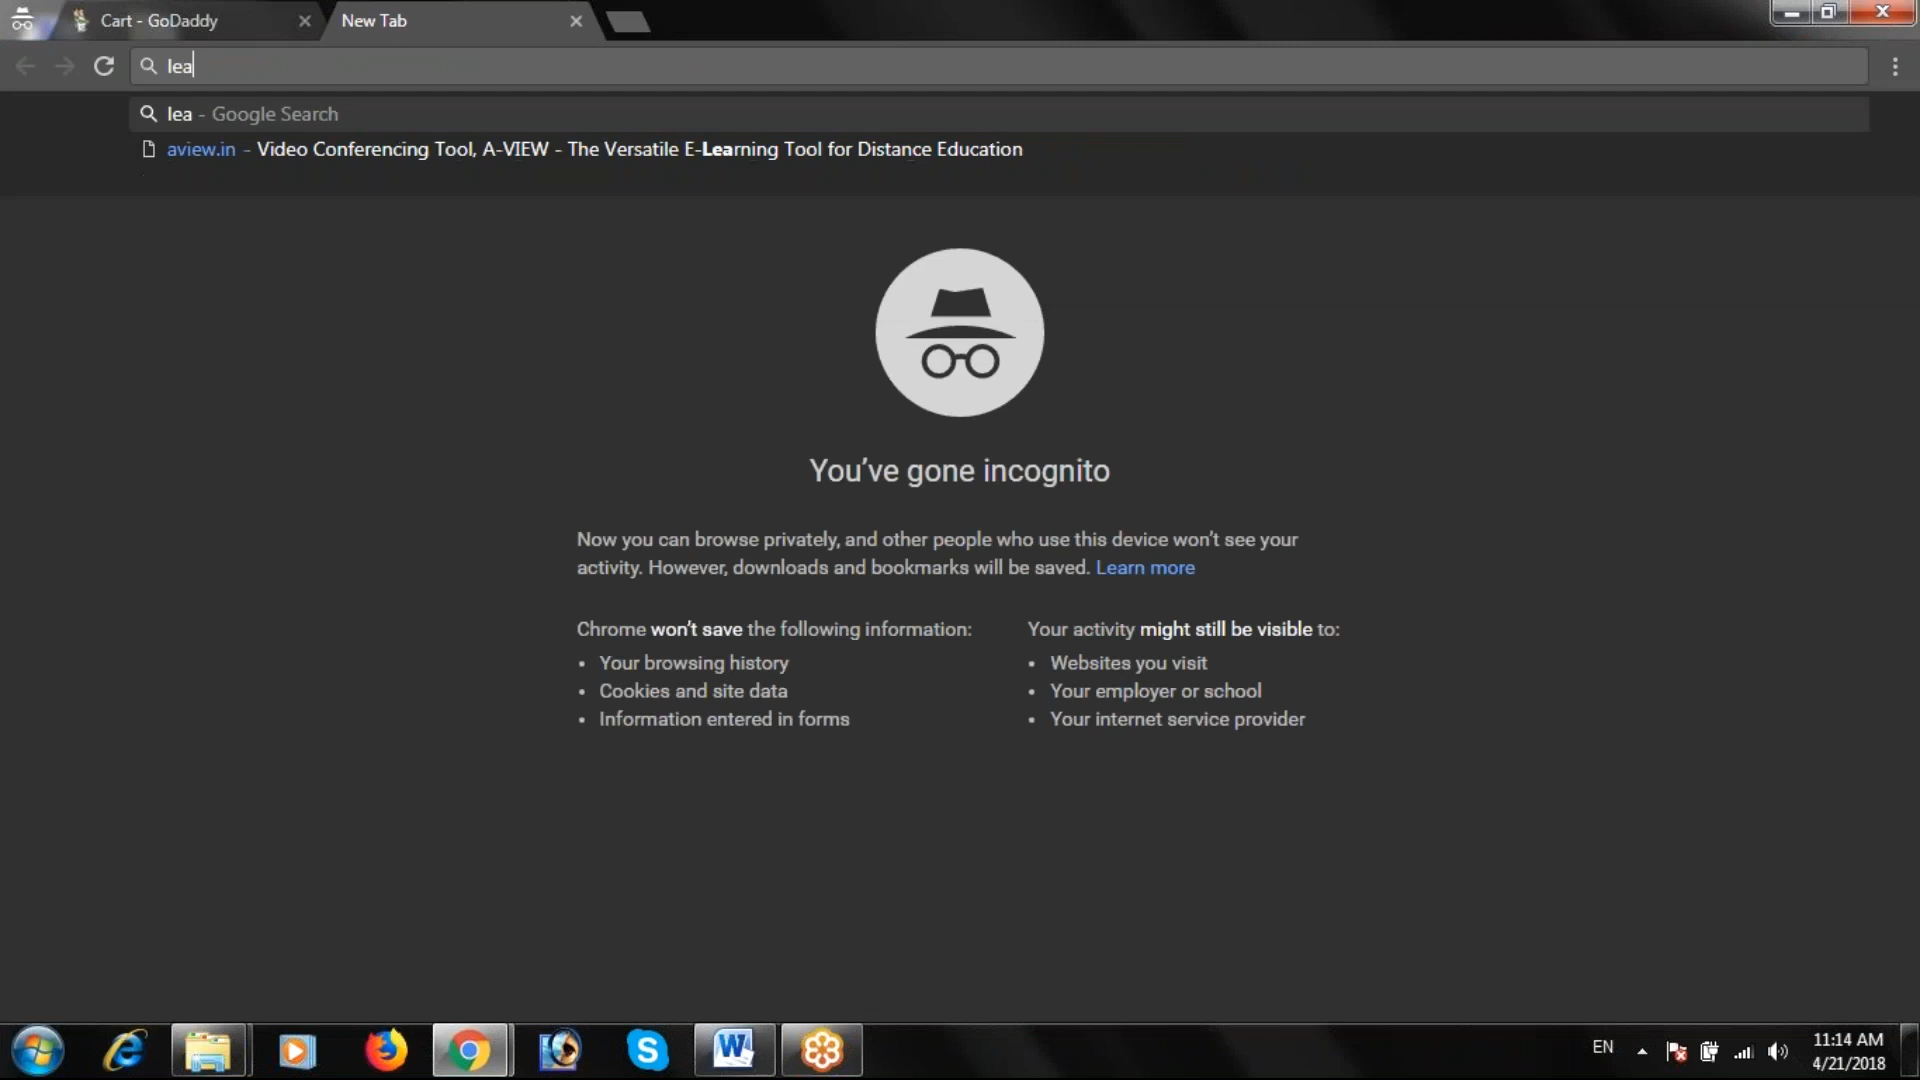 Cart - GoDaddy
New Tab
lea
lea - Google Search
aview.in - Video Conferencing Tool, A-VIEW - The Versatile E-Learning Tool for Distance Education
You’ve gone incognito
Now you can browse privately, and other people who use this device won’t see your
activity. However, downloads and bookmarks will be saved. Learn more
Chrome won’t save the following information:
Your browsing history
Cookies and site data
Information entered in forms
Your activity might still be visible to:
Websites you visit
Your employer or school
Your internet service provider
EN
11:14 AM
4/21/2018